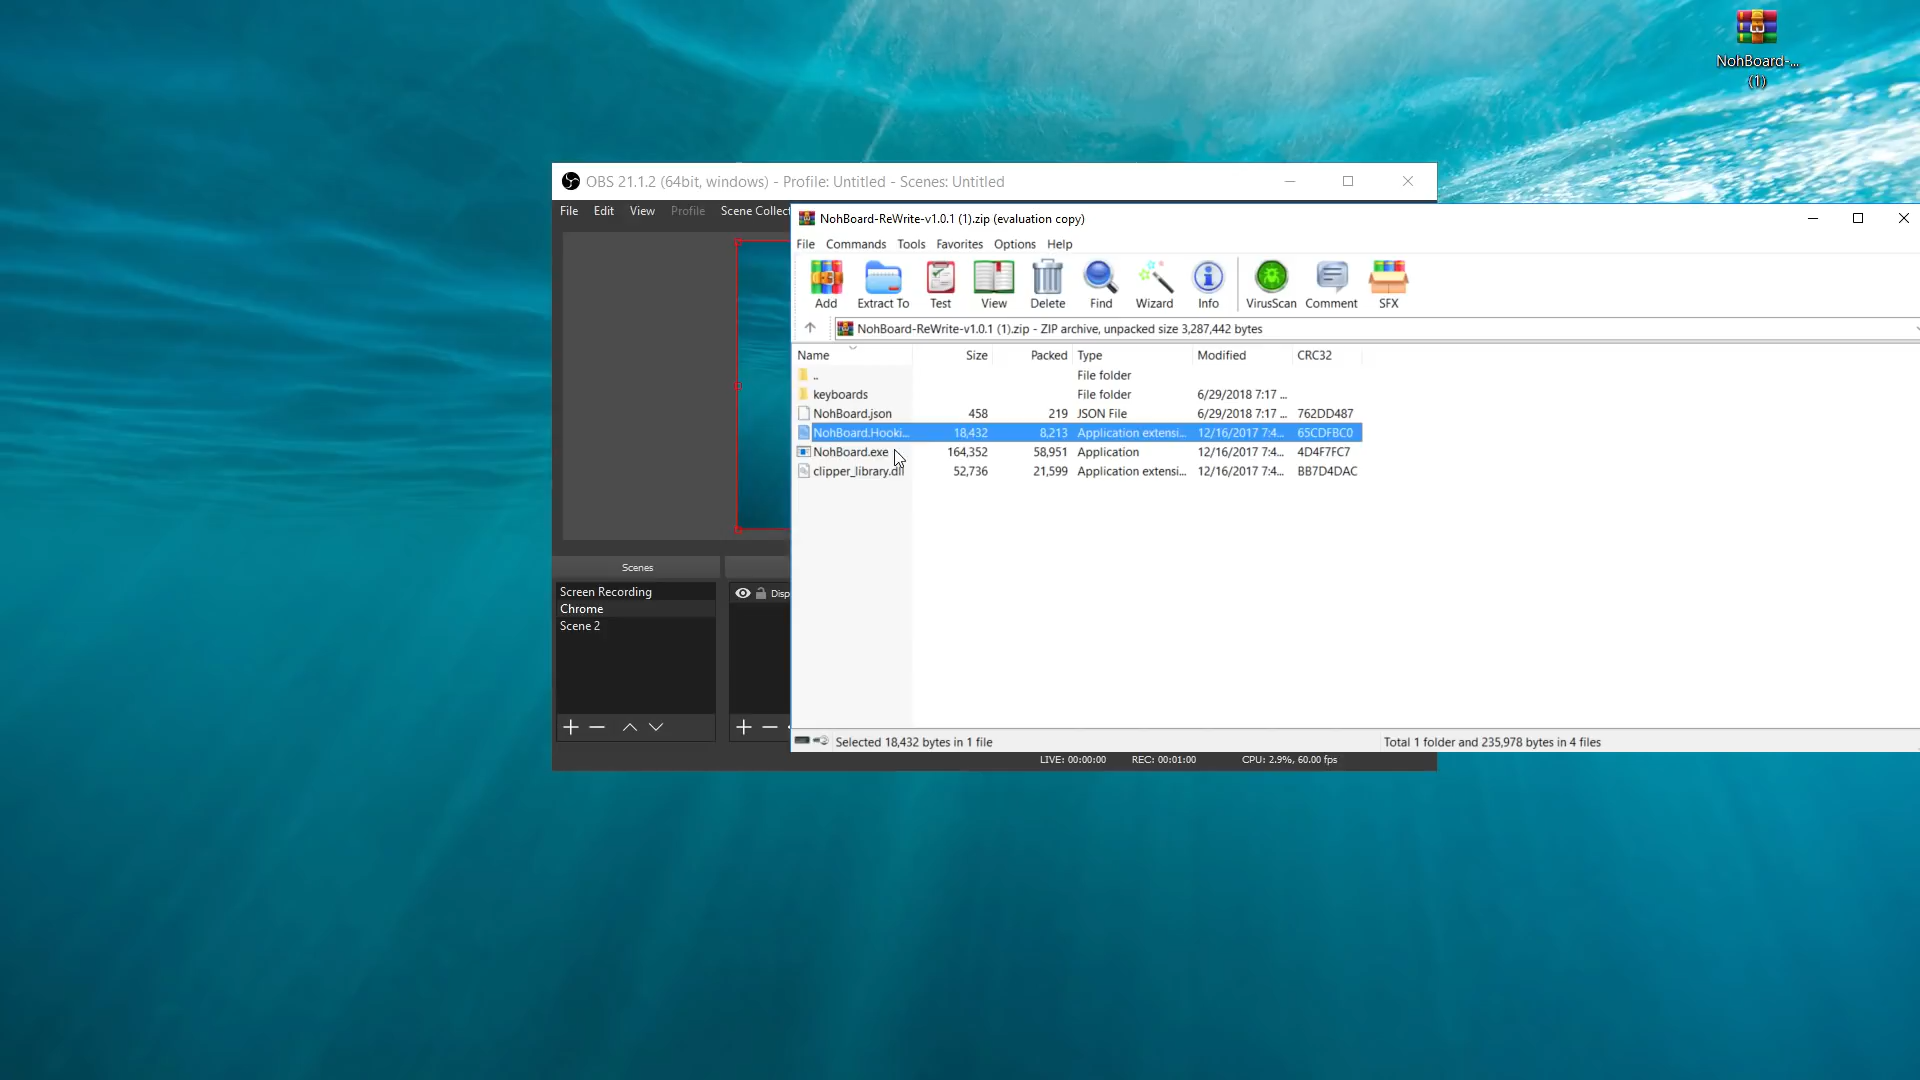 NohBoard-...
(1)
OBS 21.1.2 (64bit, windows) - Profile: Untitled - Scenes: Untitled
File Edit View Profile Scene Collect
NohBoard-ReWrite-v1.0.1 (1).zip (evaluation copy)
File Commands Tools Favorites Options Help
Add Extract To Test View Delete Find Wizard Info VirusScan Comment SFX
NohBoard-ReWrite-v1.0.1 (1).zip - ZIP archive, unpacked size 3,287,442 bytes
Name Size Packed Type Modified CRC32
.. File folder
keyboards File folder 6/29/2018 7:17 ...
NohBoard.json 458 219 JSON File 6/29/2018 7:17 ... 762DD487
NohBoard.Hooki... 18,432 8,213 Application extensi... 12/16/2017 7:4... 65CDFBC0
NohBoard.exe 164,352 58,951 Application 12/16/2017 7:4... 4D4F7FC7
clipper_library.dll 52,736 21,599 Application extensi... 12/16/2017 7:4... BB7D4DAC
Scenes
Screen Recording
Chrome
Scene 2
Disp
Selected 18,432 bytes in 1 file Total 1 folder and 235,978 bytes in 4 files
LIVE: 00:00:00 REC: 00:01:00 CPU: 2.9%, 60.00 fps